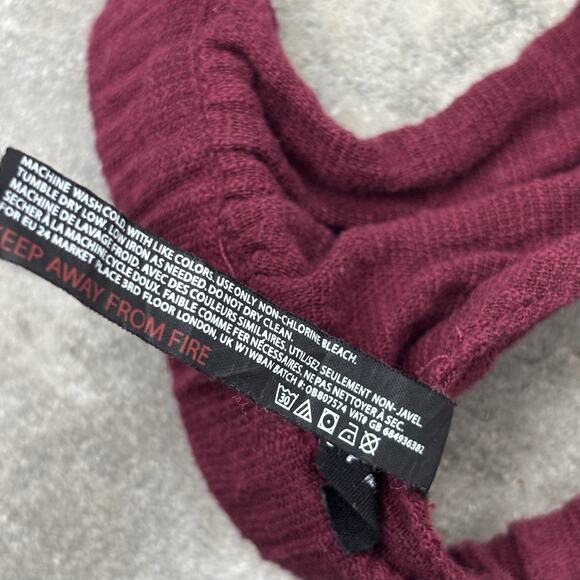 MACHINE WASH COLD, WITH LIKE COLORS. USE ONLY NON-CHLORINE BLEACH.
TUMBLE DRY LOW. LOW IRON AS NEEDED. DO NOT DRY CLEAN.
MACHINE DE LAVAGE FROID. AVEC DES COULEURS SIMILAIRES. UTILISEZ SEULEMENT NON-JAVEL.
SECHER A LA MACHINE CYCLE DOUX. FAIBLE COMME FER NÉCESSAIRES. NE PAS NETTOYER À SEC.
FOR EU 24 MARKET PLACE 3RD FLOOR LONDON, UK W1W8AN BATCH #: OB807574 VAT# GB 684936382
KEEP AWAY FROM FIRE
30